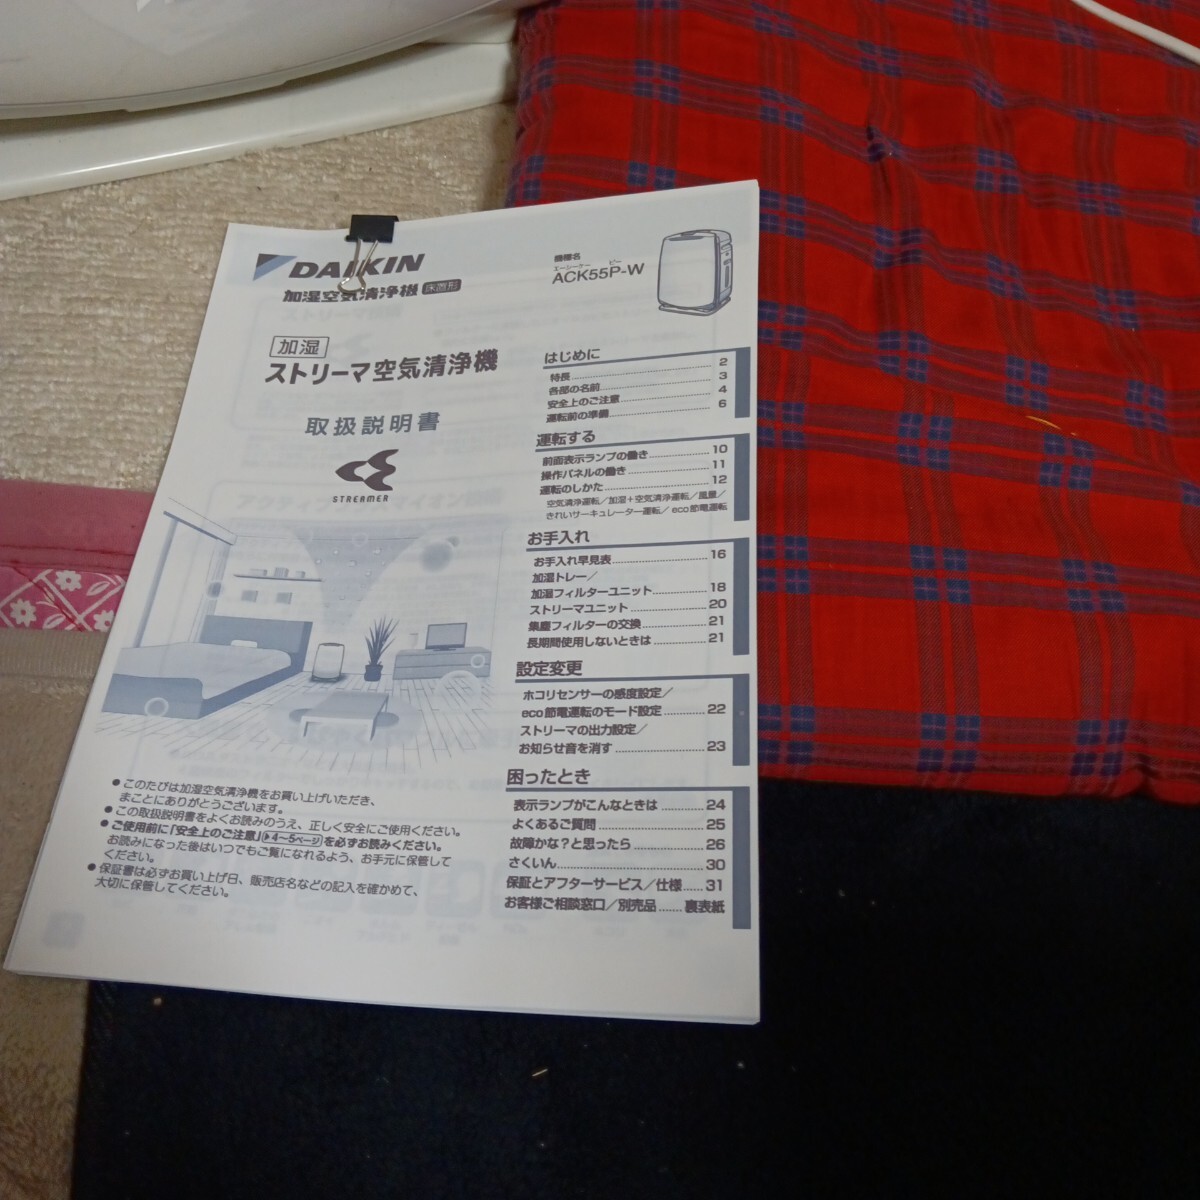 DAIKIN
加湿空気清浄機 床置形
機種名
エーシーケー ピー
ACK55P-W
加湿
ストリーマ空気清浄機
取扱説明書
STREAMER
●このたびは加湿空気清浄機をお買い上げいただき、
まことにありがとうございます。
●この取扱説明書をよくお読みのうえ、正しく安全にご使用ください。
●ご使用前に「安全上のご注意」▶4〜5ページを必ずお読みください。
お読みになった後はいつでもご覧になれるよう、お手元に保管して
ください。
●保証書は必ずお買い上げ日、販売店名などの記入を確かめて、
大切に保管してください。
はじめに
特長 2
各部の名前 3
安全上のご注意 4
運転前の準備 6
運転する
前面表示ランプの働き 10
操作パネルの働き 11
運転のしかた 12
空気清浄運転／加湿+空気清浄運転／風量／
きれいサーキュレーター運転／eco節電運転
お手入れ
お手入れ早見表 16
加湿トレー／
加湿フィルターユニット 18
ストリーマユニット 20
集塵フィルターの交換 21
長期間使用しないときは 21
設定変更
ホコリセンサーの感度設定／
eco節電運転のモード設定 22
ストリーマの出力設定／
お知らせ音を消す 23
困ったとき
表示ランプがこんなときは 24
よくあるご質問 25
故障かな？と思ったら 26
さくいん 30
保証とアフターサービス／仕様 31
お客様ご相談窓口／別売品 裏表紙